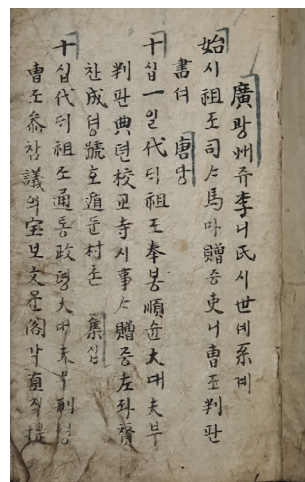 廣광州쥬李니氏시世셰系계
始시祖조司ᄉ馬마贈증吏니曹조判판
書셔 唐당
十십一일代ᄃᆡ祖조奉봉順슌大대夫부
判판典뎐校교寺시事ᄉ贈증左좌贊
찬成셩號호遁둔村촌 集집
十십代ᄃᆡ祖조通통政졍大대夫부刑형
曹조參참議의宝보文문閣각直직提